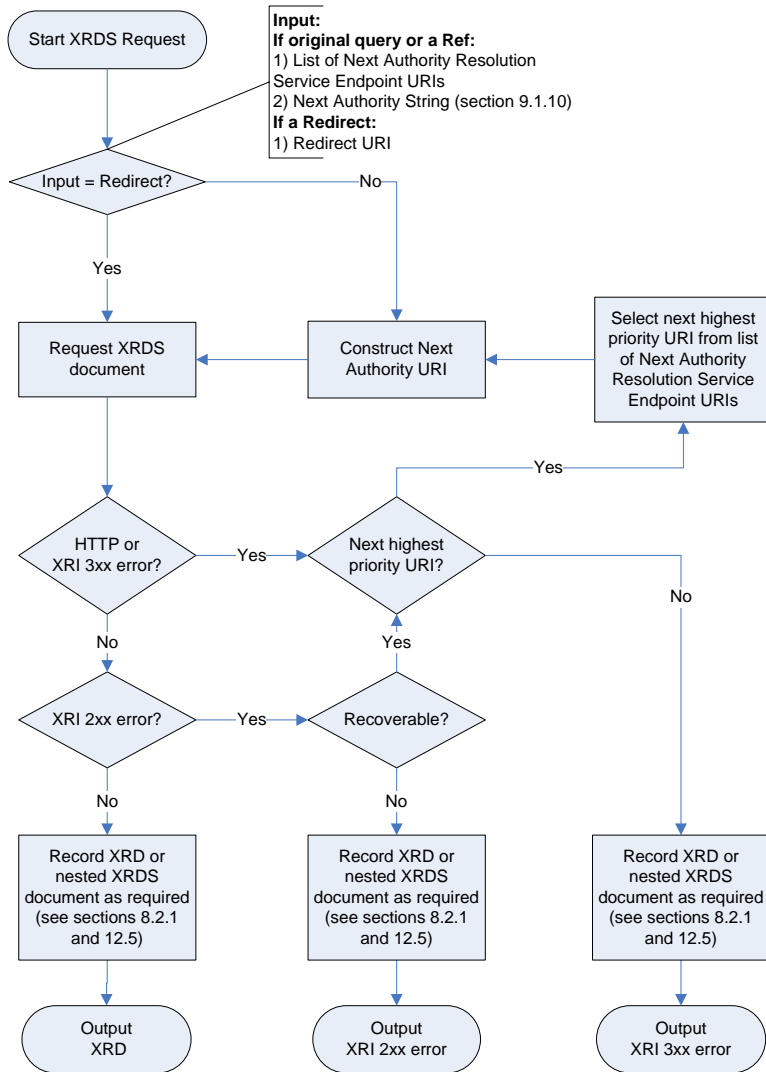 Start XRDS Request
Input:
If original query or a Ref:
1) List of Next Authority Resolution
Service Endpoint URIs
2) Next Authority String (section 9.1.10)
If a Redirect:
1) Redirect URI
Input = Redirect?
No
Yes
Request XRDS
document
Construct Next
Authority URI
Select next highest
priority URI from list
of Next Authority
Resolution Service
Endpoint URIs
Yes
HTTP or
XRI 3xx error?
Yes
Next highest
priority URI?
No
No
Yes
XRI 2xx error?
Yes
Recoverable?
No
No
Record XRD or
nested XRDS
document as required
(see sections 8.2.1
and 12.5)
Record XRD or
nested XRDS
document as required
(see sections 8.2.1
and 12.5)
Record XRD or
nested XRDS
document as required
(see sections 8.2.1
and 12.5)
Output
XRD
Output
XRI 2xx error
Output
XRI 3xx error